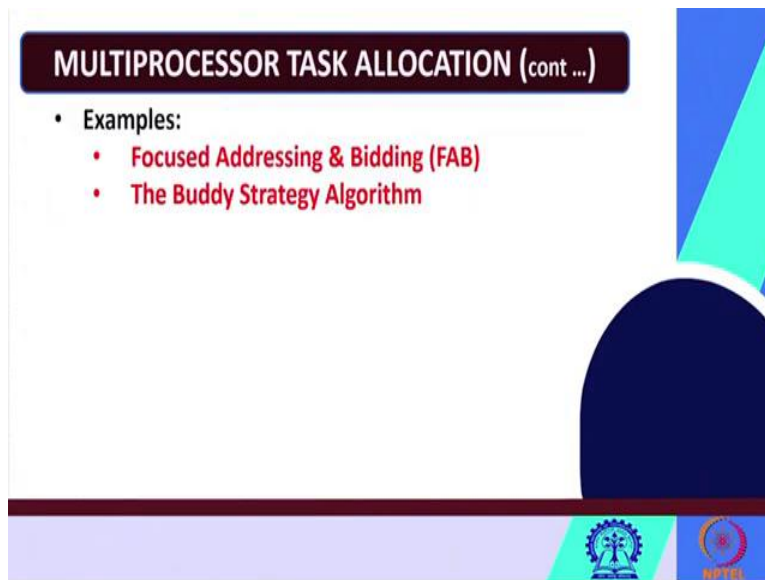 MULTIPROCESSOR TASK ALLOCATION (cont ...)
• Examples:
• Focused Addressing & Bidding (FAB)
• The Buddy Strategy Algorithm
NPTEL